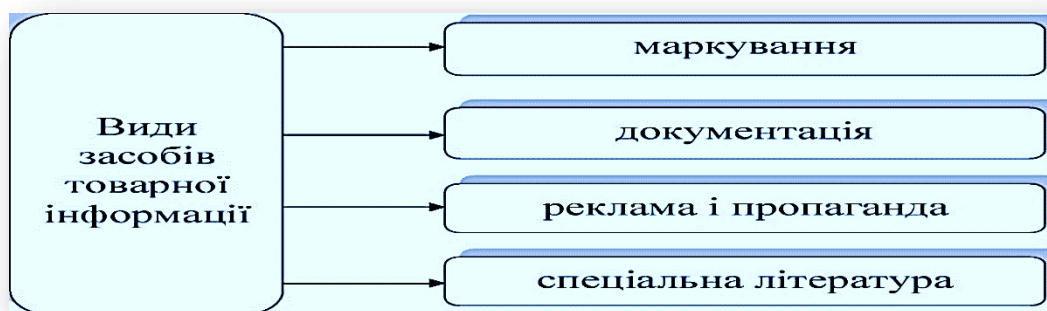 Види
засобів
товарної
інформації
маркування
документація
реклама і пропаганда
спеціальна література